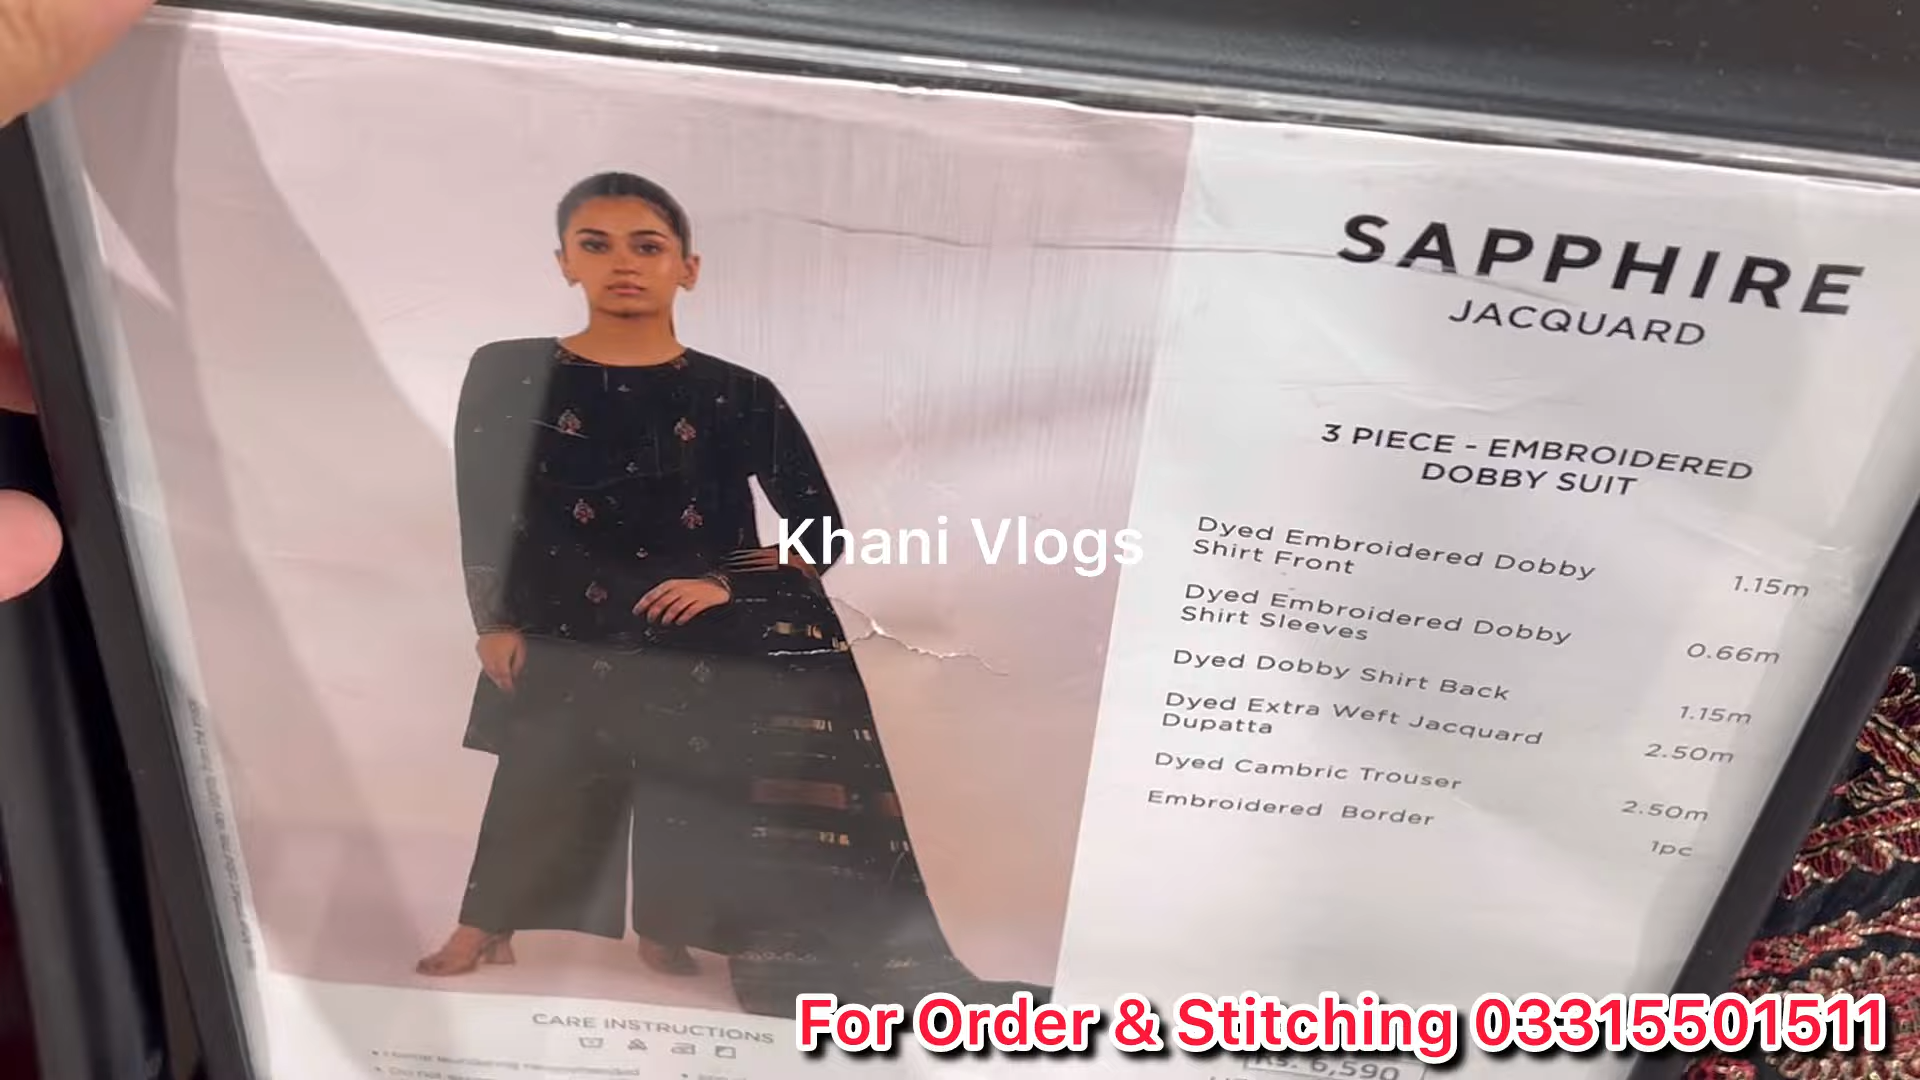 SAPPHIRE
JACQUARD
3 PIECE - EMBROIDERED
DOBBY SUIT
Dyed Embroidered Dobby
Shirt Front 1.15m
Dyed Embroidered Dobby
Shirt Sleeves 0.66m
Dyed Dobby Shirt Back 1.15m
Dyed Extra Weft Jacquard
Dupatta 2.50m
Dyed Cambric Trouser 2.50m
Embroidered Border 1pc
Khani Vlogs
CARE INSTRUCTIONS
For Order & Stitching 03315501511
Rs. 6,590